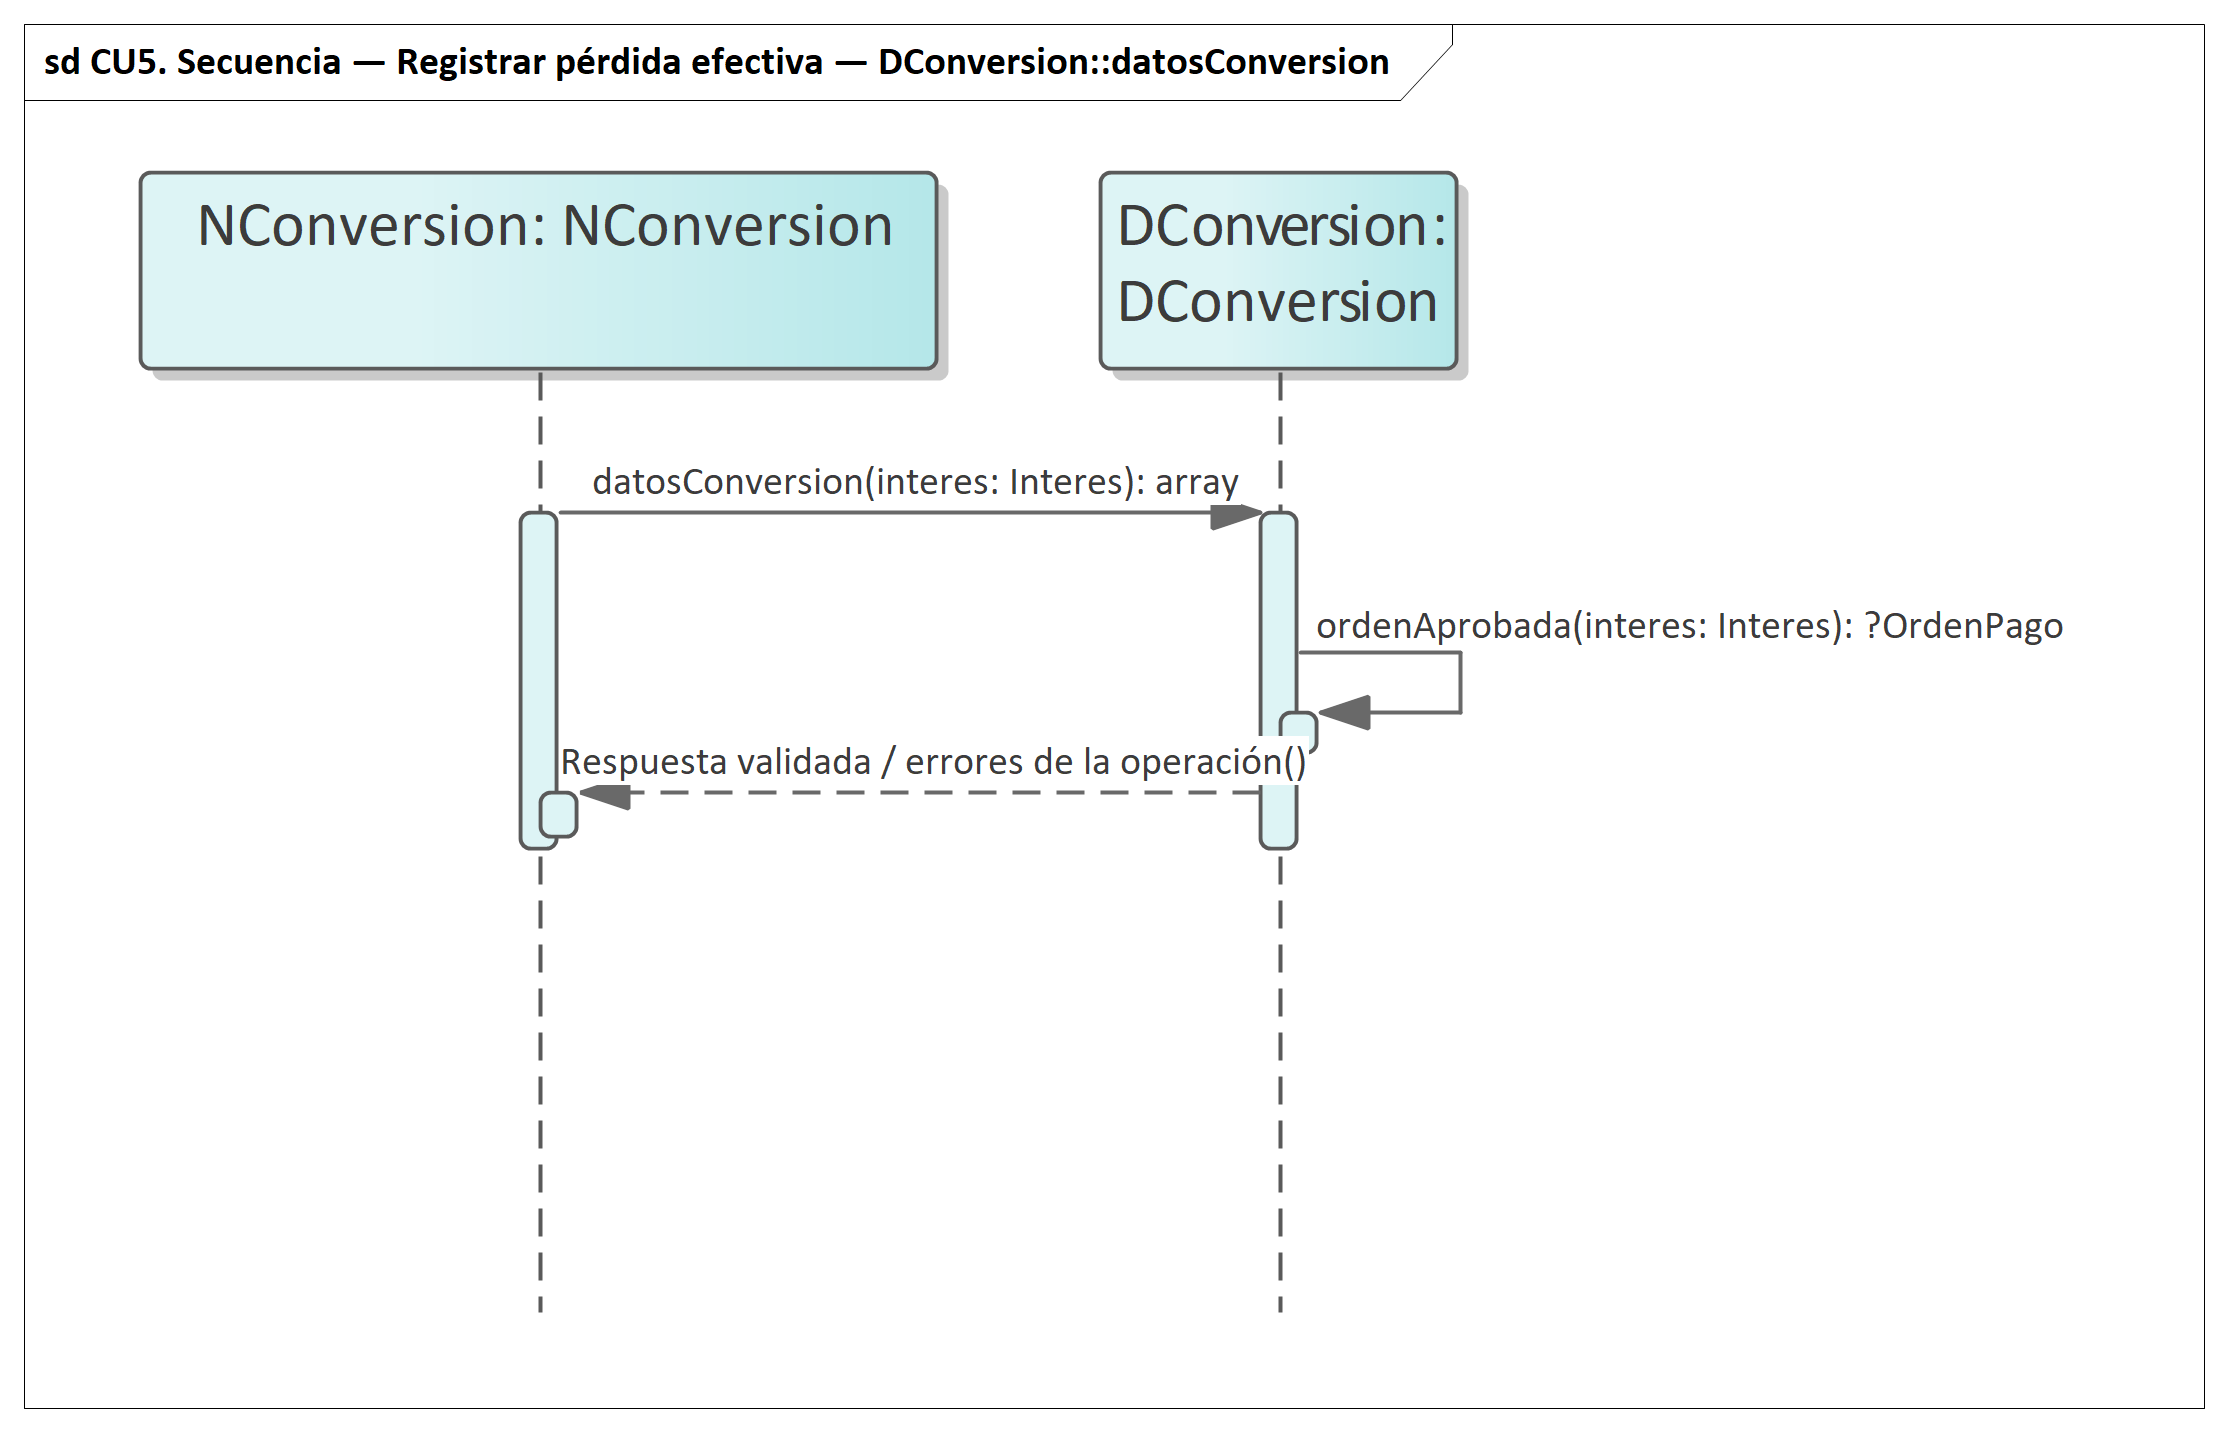 sd CU5. Secuencia — Registrar pérdida efectiva — DConversion::datosConversion
NConversion: NConversion
DConversion:
DConversion
datosConversion(interes: Interes): array
ordenAprobada(interes: Interes): ?OrdenPago
Respuesta validada / errores de la operación()